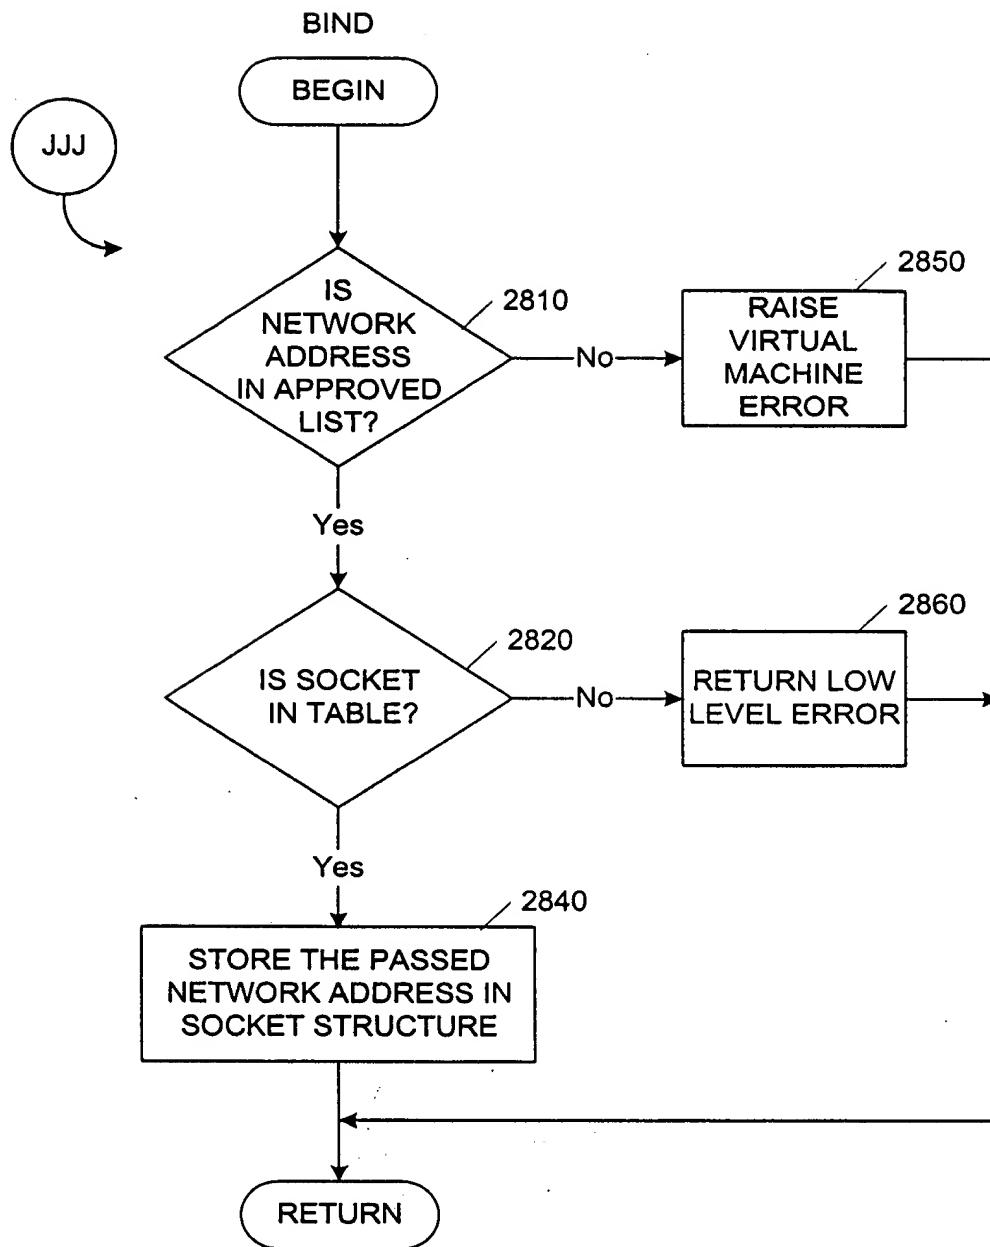 BIND
BEGIN
JJJ
IS
NETWORK
ADDRESS
IN APPROVED
LIST?
2810
No
2850
RAISE
VIRTUAL
MACHINE
ERROR
Yes
IS SOCKET
IN TABLE?
2820
No
2860
RETURN LOW
LEVEL ERROR
Yes
2840
STORE THE PASSED
NETWORK ADDRESS IN
SOCKET STRUCTURE
RETURN